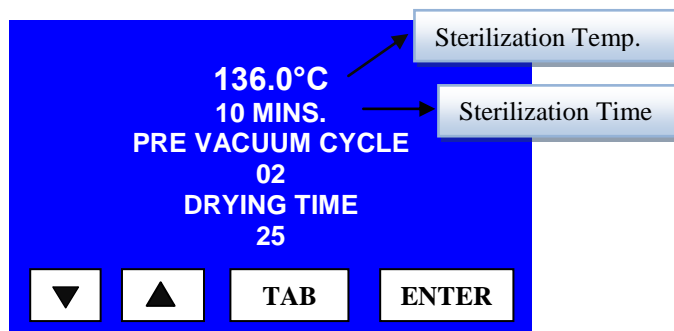 Sterilization Temp.
136.0°C
10 MINS.
Sterilization Time
PRE VACUUM CYCLE
02
DRYING TIME
25
TAB
ENTER